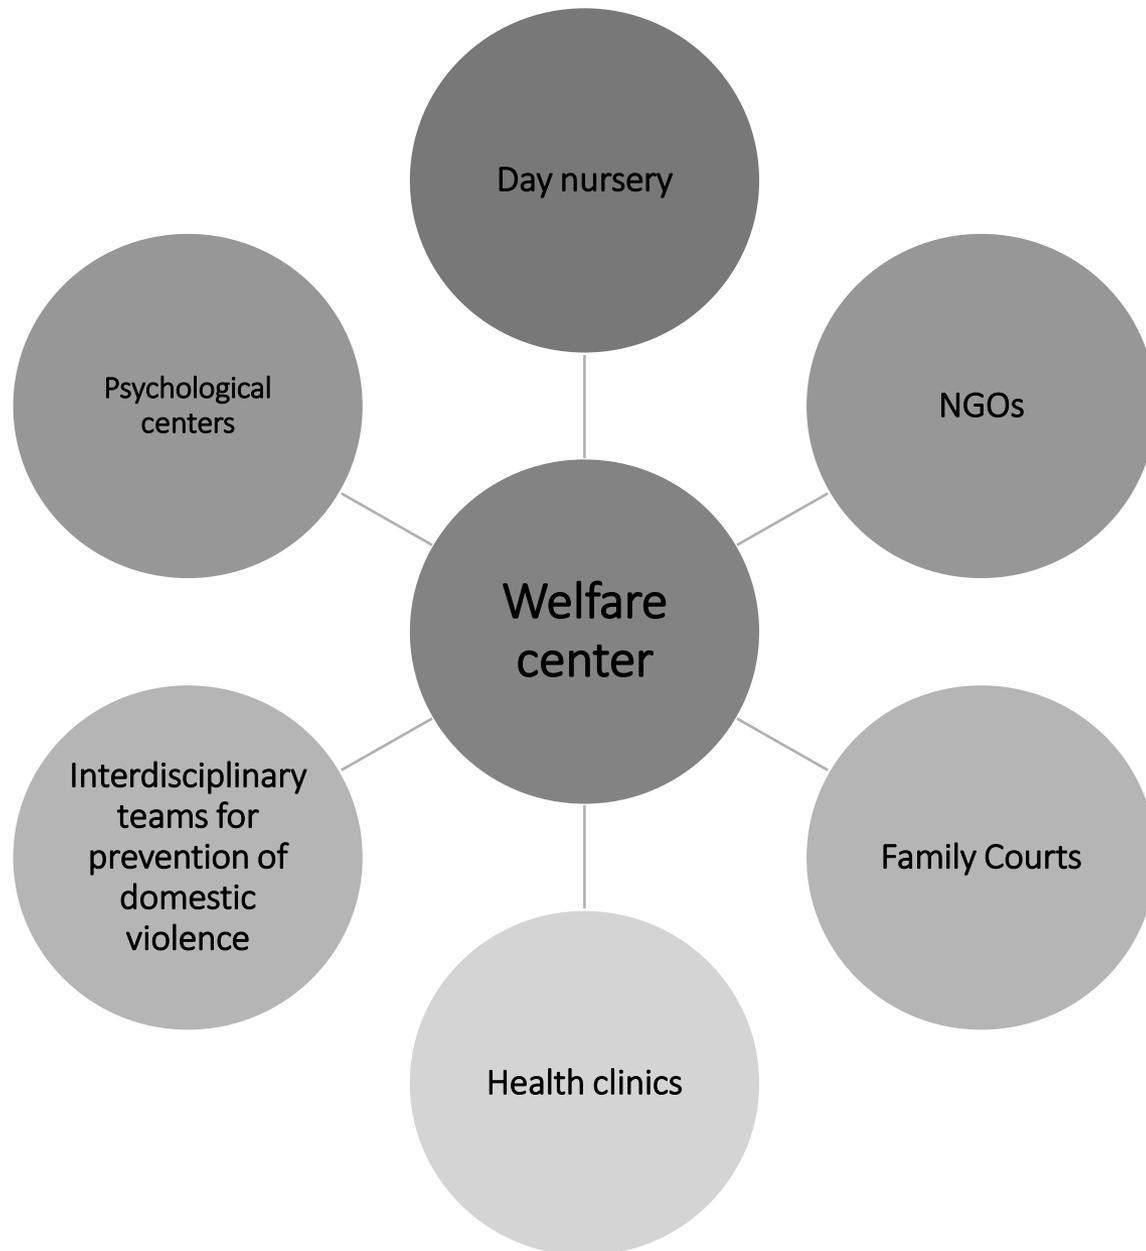 Day nursery
Psychological
centers
NGOs
Welfare
center
Interdisciplinary
teams for
prevention of
domestic
violence
Family Courts
Health clinics